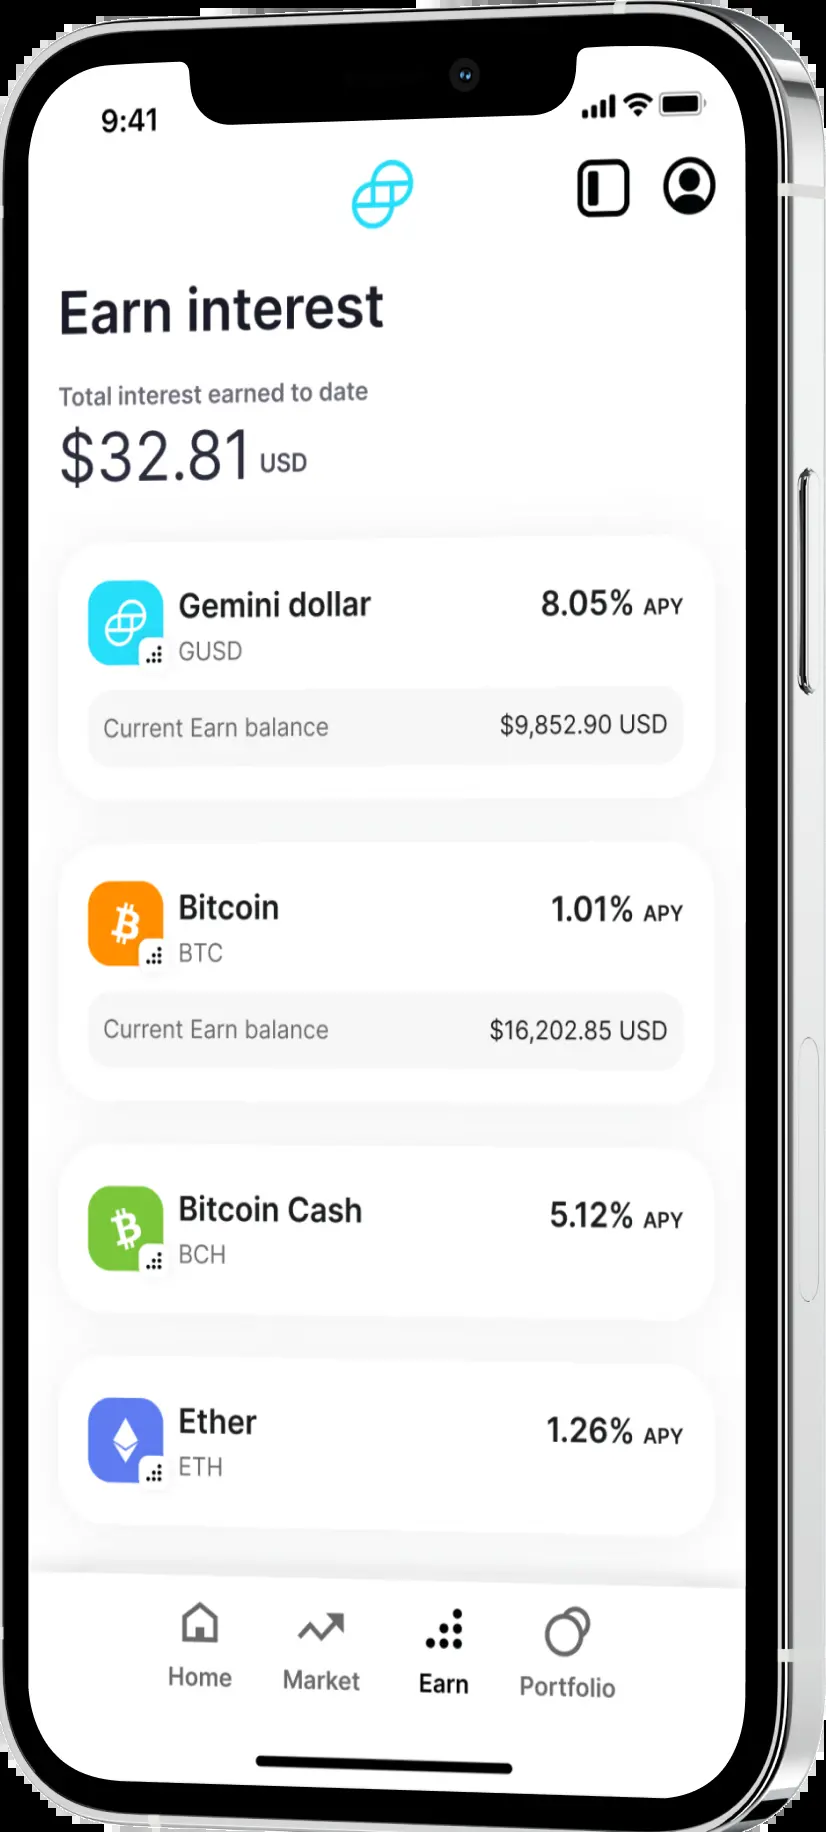 9:41
Earn interest
Total interest earned to date
$32.81 USD
Gemini dollar 8.05% APY
GUSD
Current Earn balance $9,852.90 USD
Bitcoin 1.01% APY
BTC
Current Earn balance $16,202.85 USD
Bitcoin Cash 5.12% APY
BCH
Ether 1.26% APY
ETH
Home Market Earn Portfolio